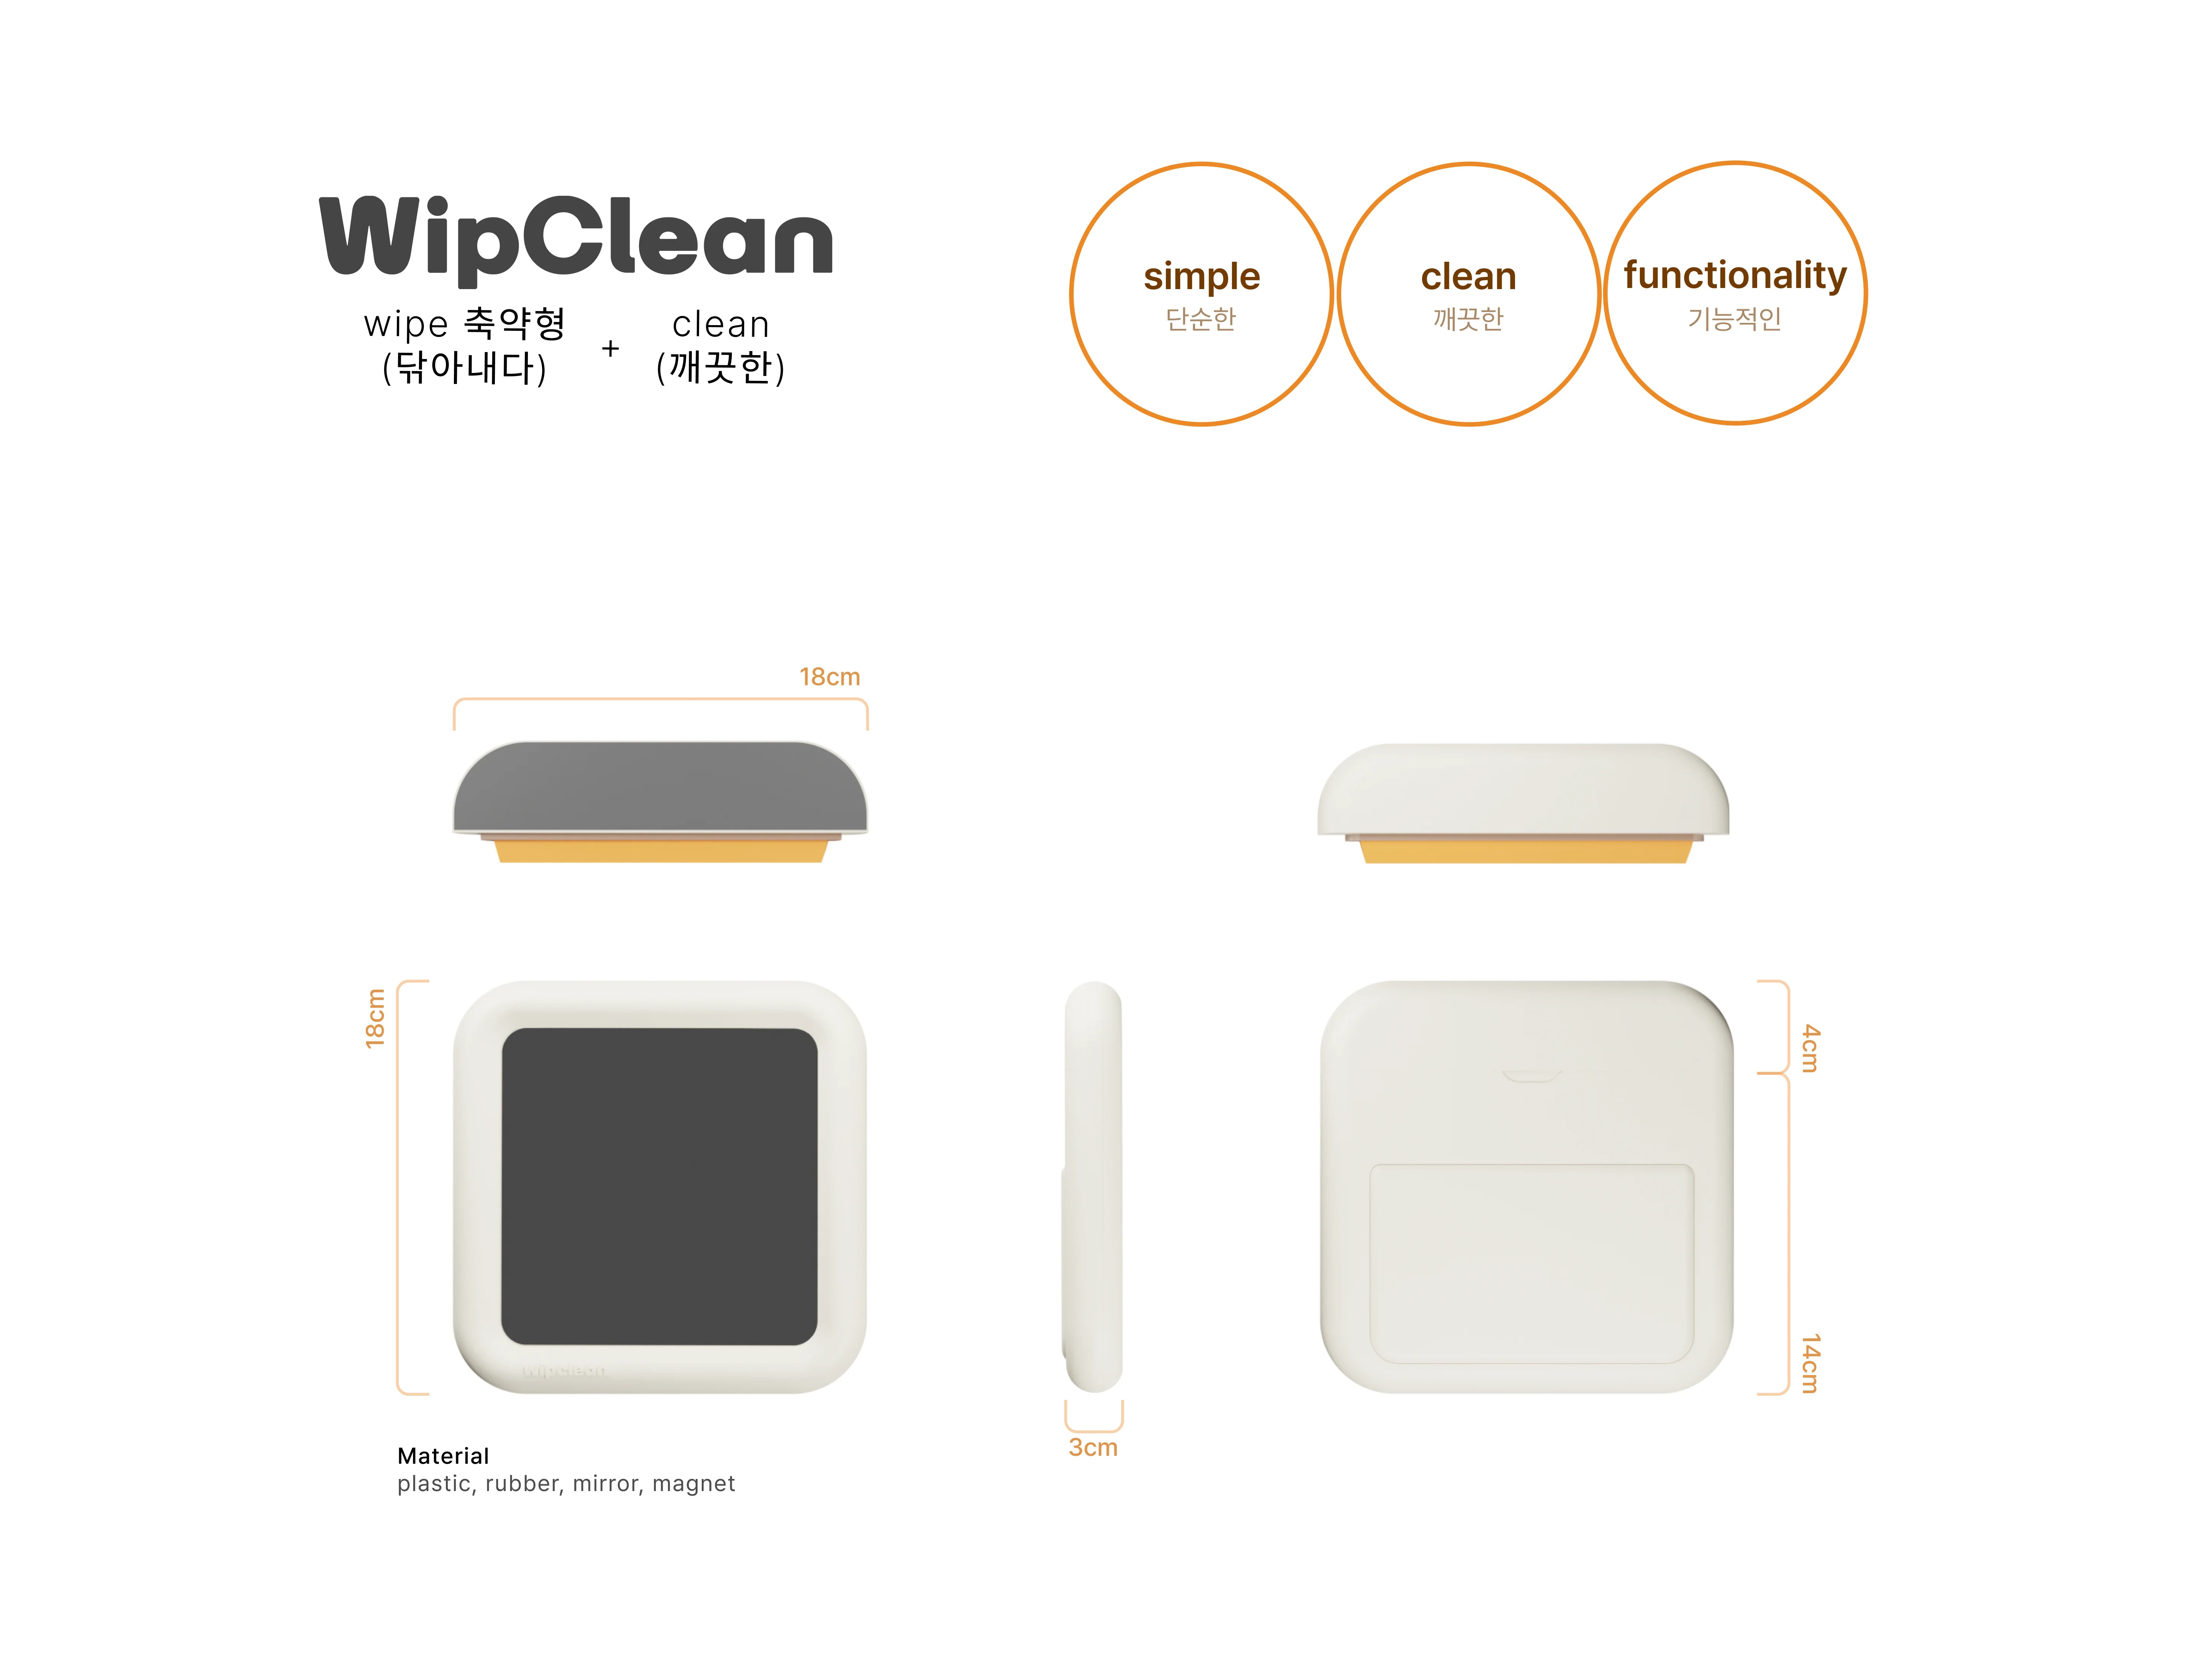 WipClean
wipe 축약형
(닦아내다)
+
clean
(깨끗한)
simple
단순한
clean
깨끗한
functionality
기능적인
18cm
18cm
wipclean
4cm
14cm
3cm
Material
plastic, rubber, mirror, magnet